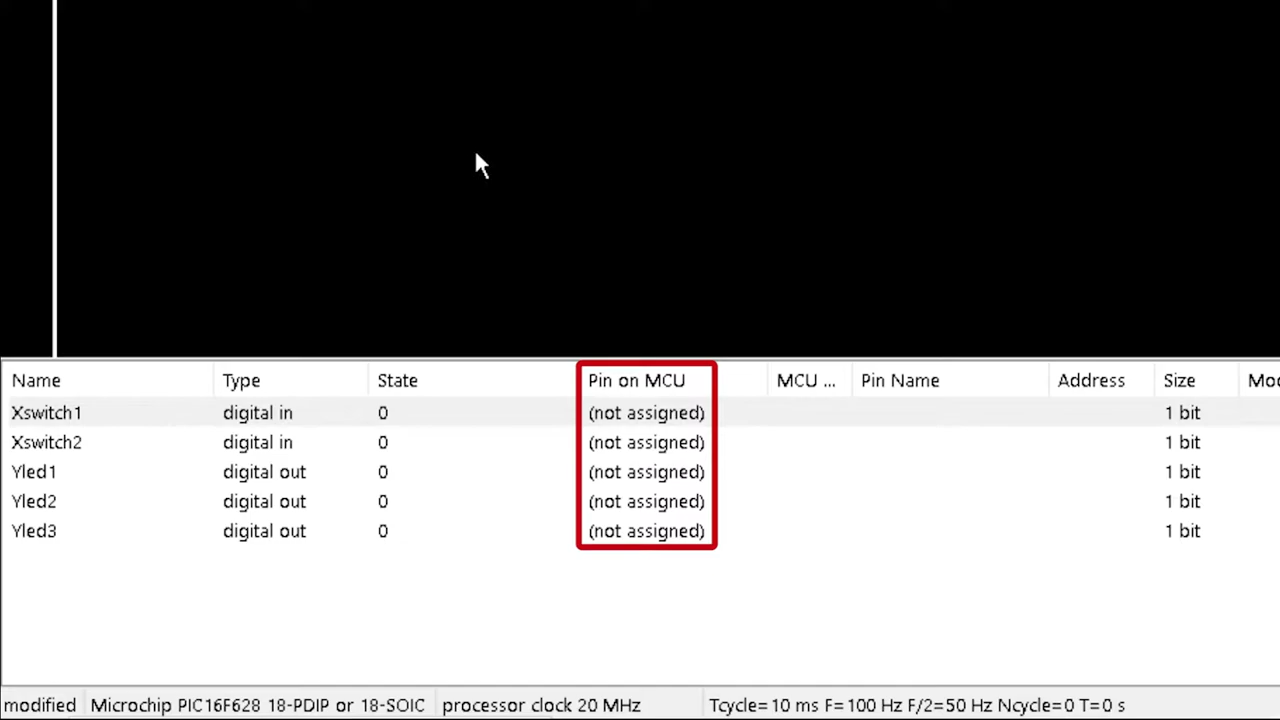 Name Type State Pin on MCU MCU ... Pin Name Address Size
Xswitch1 digital in 0 (not assigned) 1 bit
Xswitch2 digital in 0 (not assigned) 1 bit
Yled1 digital out 0 (not assigned) 1 bit
Yled2 digital out 0 (not assigned) 1 bit
Yled3 digital out 0 (not assigned) 1 bit
modified Microchip PIC16F628 18-PDIP or 18-SOIC processor clock 20 MHz Tcycle=10 ms F=100 Hz F/2=50 Hz Ncycle=0 T=0 s